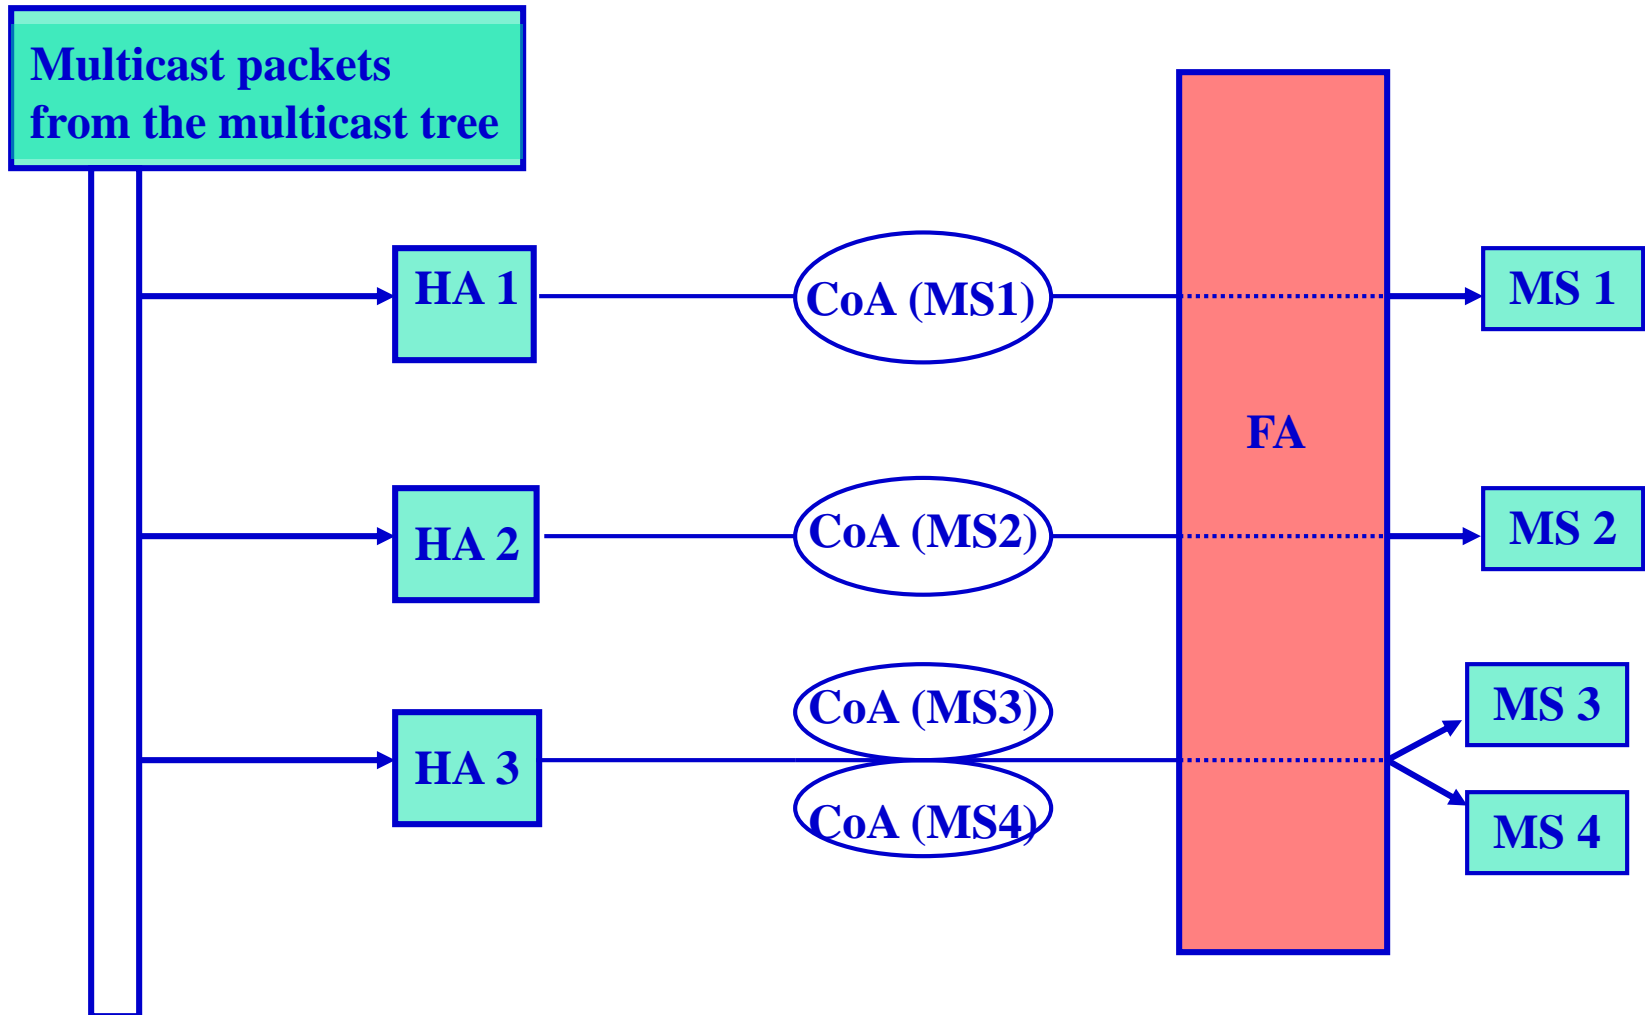 Multicast packets
from the multicast tree
HA 1
CoA (MS1)
MS 1
FA
HA 2
CoA (MS2)
MS 2
HA 3
CoA (MS3)
CoA (MS4)
MS 3
MS 4